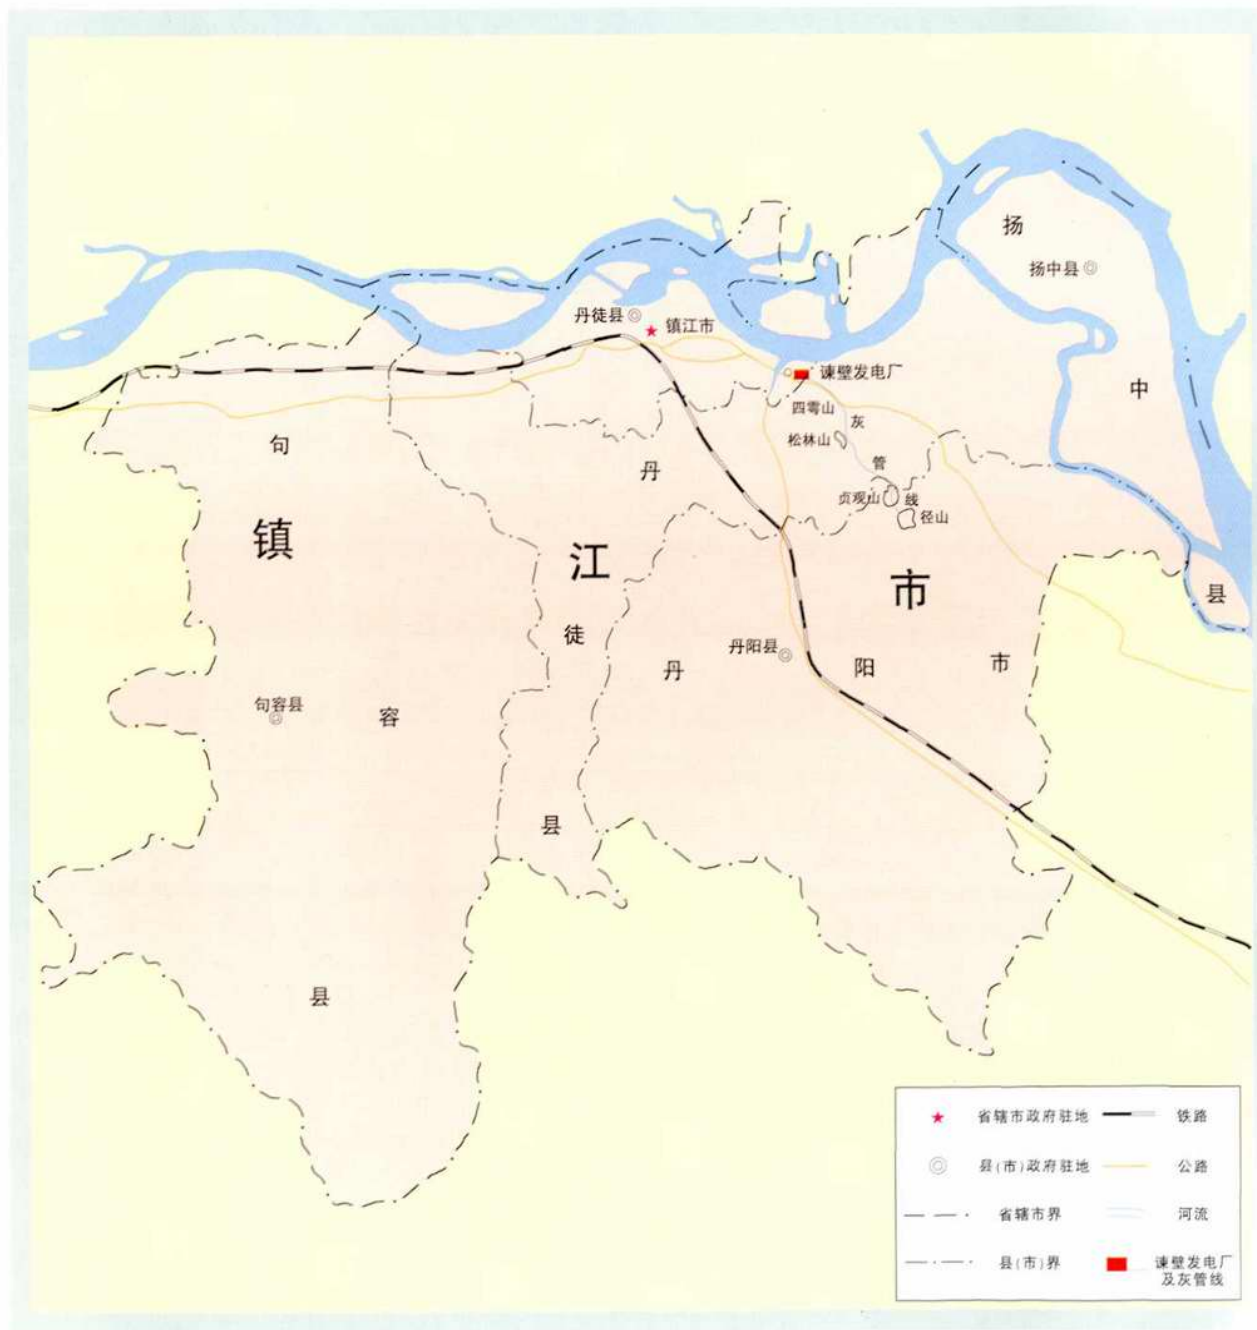 扬
扬中县
丹徒县
镇江市
谏壁发电厂
中
四雩山
灰
松林山
句
管
丹
贞观山
线
径山
镇
江
市
县
徒
丹阳县
丹
阳
市
句容县
容
县
县
省辖市政府驻地
铁路
县(市)政府驻地
公路
省辖市界
河流
县(市)界
谏壁发电厂
及灰管线